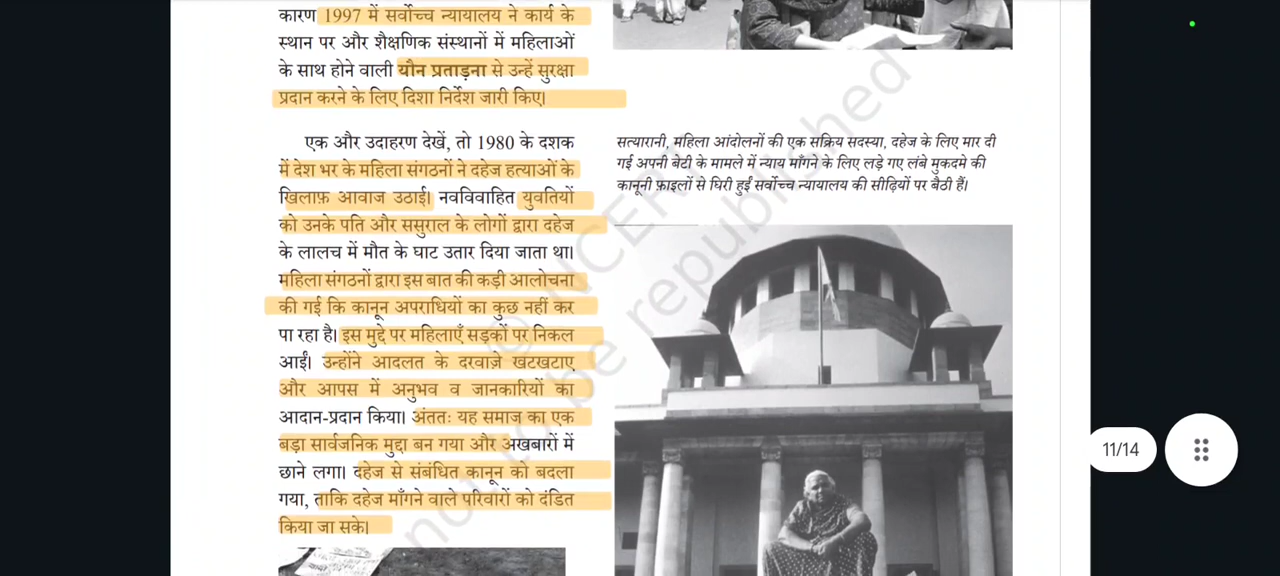 कारण 1997 में सर्वोच्च न्यायालय ने कार्य के
स्थान पर और शैक्षणिक संस्थानों में महिलाओं
के साथ होने वाली यौन प्रताड़ना से उन्हें सुरक्षा
प्रदान करने के लिए दिशा निर्देश जारी किए।
एक और उदाहरण देखें, तो 1980 के दशक
में देश भर के महिला संगठनों ने दहेज हत्याओं के
खिलाफ़ आवाज उठाई। नवविवाहित युवतियों
को उनके पति और ससुराल के लोगों द्वारा दहेज
के लालच में मौत के घाट उतार दिया जाता था।
महिला संगठनों द्वारा इस बात की कड़ी आलोचना
की गई कि कानून अपराधियों का कुछ नहीं कर
पा रहा है। इस मुद्दे पर महिलाएँ सड़कों पर निकल
आईं। उन्होंने आदलत के दरवाज़े खटखटाए
और आपस में अनुभव व जानकारियों का
आदान-प्रदान किया। अंततः यह समाज का एक
बड़ा सार्वजनिक मुद्दा बन गया और अखबारों में
छाने लगा। दहेज से संबंधित कानून को बदला
गया, ताकि दहेज माँगने वाले परिवारों को दंडित
किया जा सके।
सत्यारानी, महिला आंदोलनों की एक सक्रिय सदस्या, दहेज के लिए मार दी
गई अपनी बेटी के मामले में न्याय माँगने के लिए लड़े गए लंबे मुकदमे की
कानूनी फ़ाइलों से घिरी हुईं सर्वोच्च न्यायालय की सीढ़ियों पर बैठी हैं।
© NCERT
not to be republished
11/14